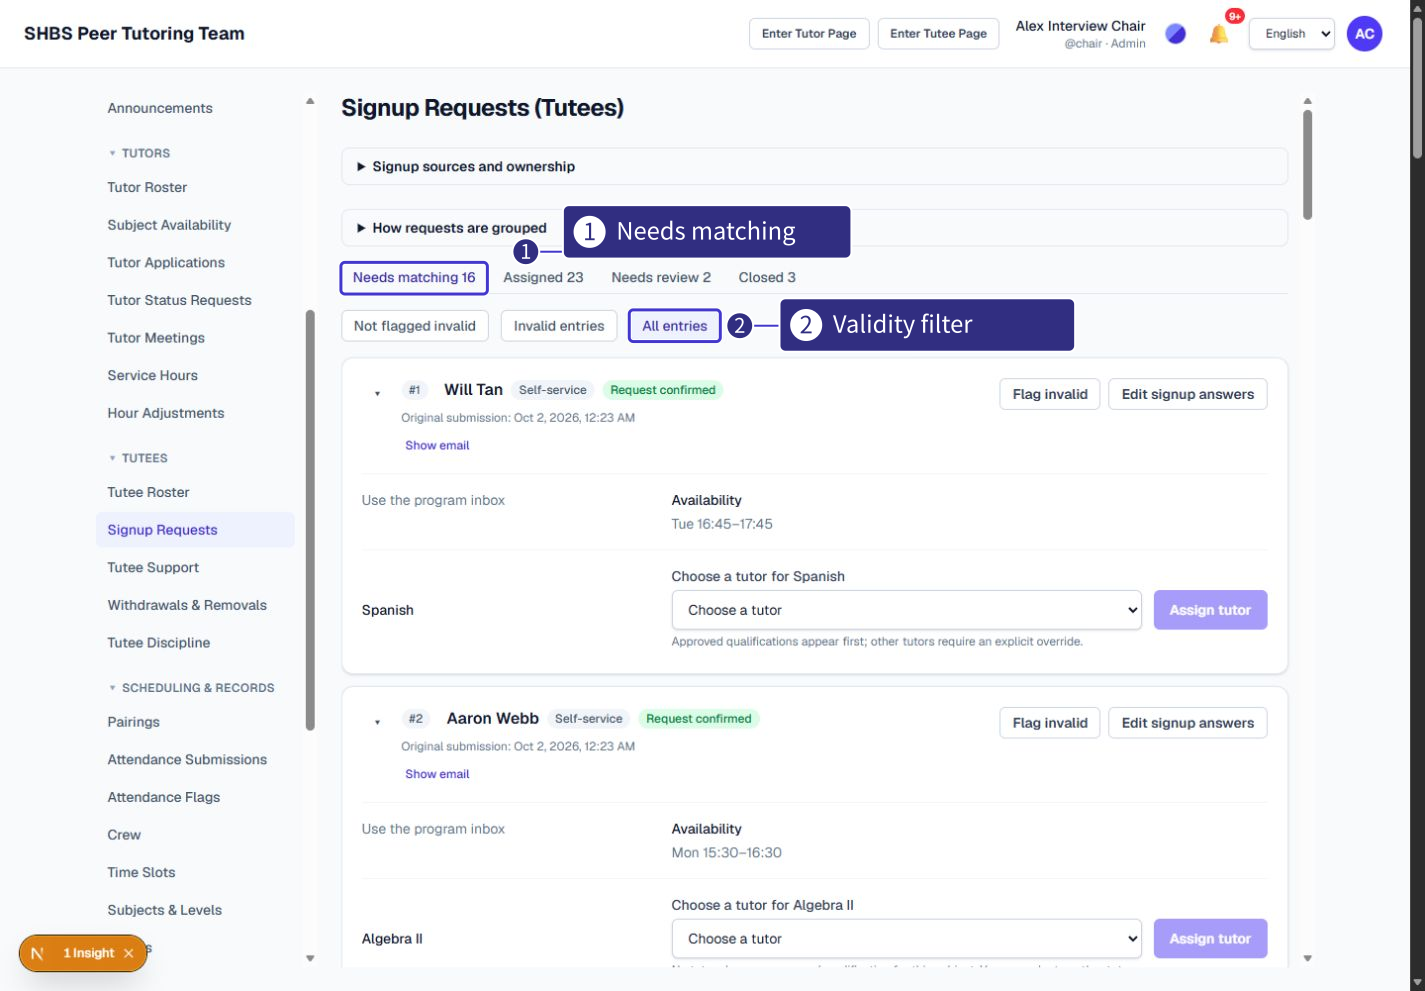 SHBS Peer Tutoring Team
Enter Tutor Page
Enter Tutee Page
Alex Interview Chair
@chair · Admin
9+
English
AC
Announcements
TUTORS
Tutor Roster
Subject Availability
Tutor Applications
Tutor Status Requests
Tutor Meetings
Service Hours
Hour Adjustments
TUTEES
Tutee Roster
Signup Requests
Tutee Support
Withdrawals & Removals
Tutee Discipline
SCHEDULING & RECORDS
Pairings
Attendance Submissions
Attendance Flags
Crew
Time Slots
Subjects & Levels
N 1 Insight ×
Signup Requests (Tutees)
Signup sources and ownership
How requests are grouped
1
1 Needs matching
Needs matching 16
Assigned 23
Needs review 2
Closed 3
Not flagged invalid
Invalid entries
All entries
2
2 Validity filter
#1 Will Tan Self-service Request confirmed
Flag invalid
Edit signup answers
Original submission: Oct 2, 2026, 12:23 AM
Show email
Use the program inbox
Availability
Tue 16:45–17:45
Choose a tutor for Spanish
Spanish
Choose a tutor
Assign tutor
Approved qualifications appear first; other tutors require an explicit override.
#2 Aaron Webb Self-service Request confirmed
Flag invalid
Edit signup answers
Original submission: Oct 2, 2026, 12:23 AM
Show email
Use the program inbox
Availability
Mon 15:30–16:30
Choose a tutor for Algebra II
Algebra II
Choose a tutor
Assign tutor